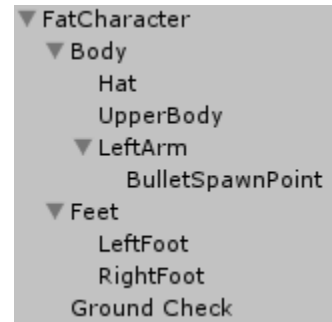 FatCharacter
Body
Hat
UpperBody
LeftArm
BulletSpawnPoint
Feet
LeftFoot
RightFoot
Ground Check